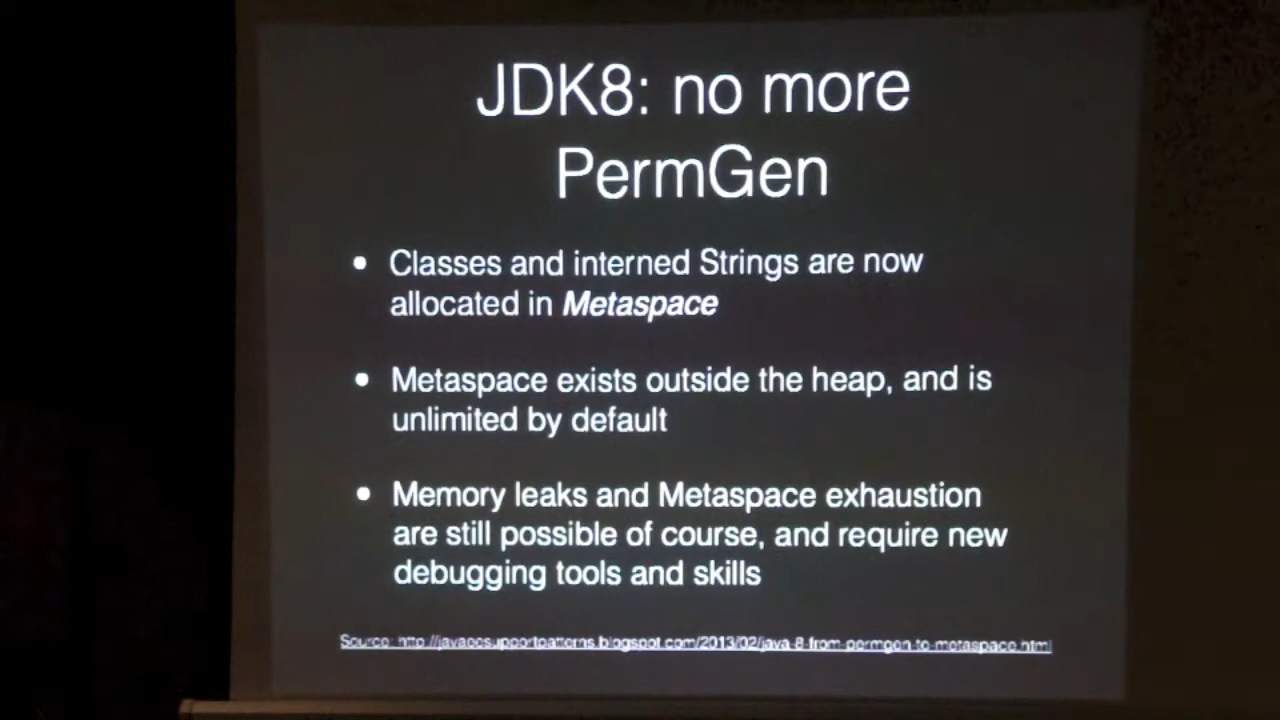 JDK8: no more
PermGen
• Classes and interned Strings are now
allocated in Metaspace
• Metaspace exists outside the heap, and is
unlimited by default
• Memory leaks and Metaspace exhaustion
are still possible of course, and require new
debugging tools and skills
Source: http://javaeesupportpatterns.blogspot.com/2013/02/java-8-from-permgen-to-metaspace.html